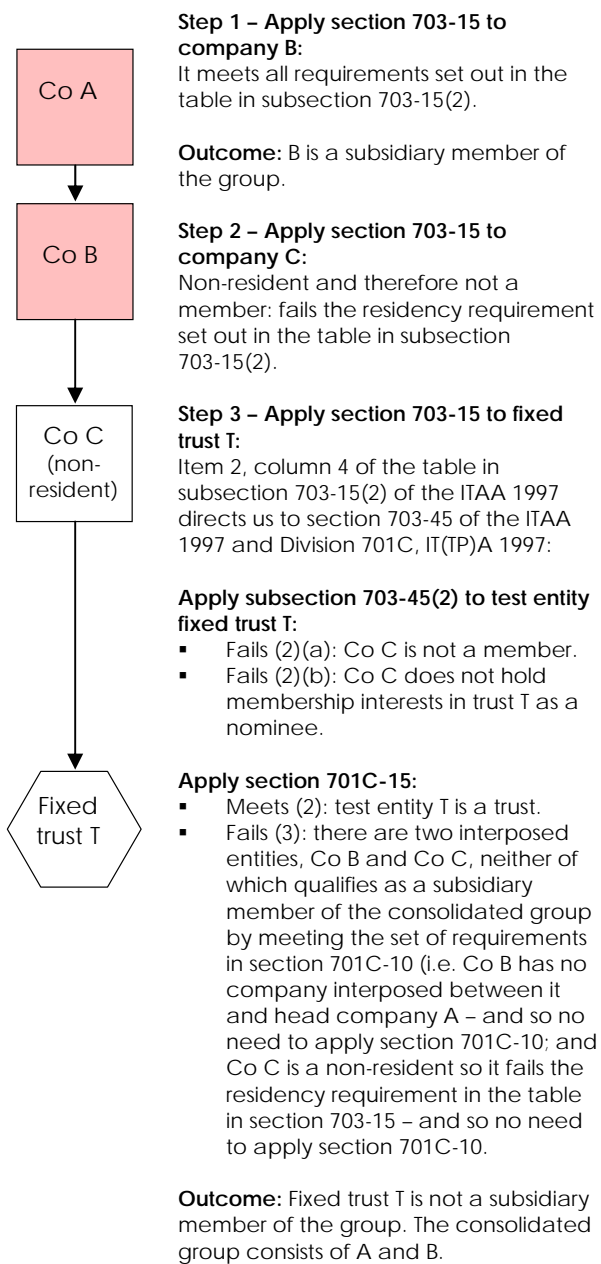 Co A
Co B
Co C
(non-
resident)
Fixed
trust T
Step 1 – Apply section 703-15 to
company B:
It meets all requirements set out in the
table in subsection 703-15(2).
Outcome: B is a subsidiary member of
the group.
Step 2 – Apply section 703-15 to
company C:
Non-resident and therefore not a
member: fails the residency requirement
set out in the table in subsection
703-15(2).
Step 3 – Apply section 703-15 to fixed
trust T:
Item 2, column 4 of the table in
subsection 703-15(2) of the ITAA 1997
directs us to section 703-45 of the ITAA
1997 and Division 701C, IT(TP)A 1997:
Apply subsection 703-45(2) to test entity
fixed trust T:
▪ Fails (2)(a): Co C is not a member.
▪ Fails (2)(b): Co C does not hold
membership interests in trust T as a
nominee.
Apply section 701C-15:
▪ Meets (2): test entity T is a trust.
▪ Fails (3): there are two interposed
entities, Co B and Co C, neither of
which qualifies as a subsidiary
member of the consolidated group
by meeting the set of requirements
in section 701C-10 (i.e. Co B has no
company interposed between it
and head company A – and so no
need to apply section 701C-10; and
Co C is a non-resident so it fails the
residency requirement in the table
in section 703-15 – and so no need
to apply section 701C-10.
Outcome: Fixed trust T is not a subsidiary
member of the group. The consolidated
group consists of A and B.